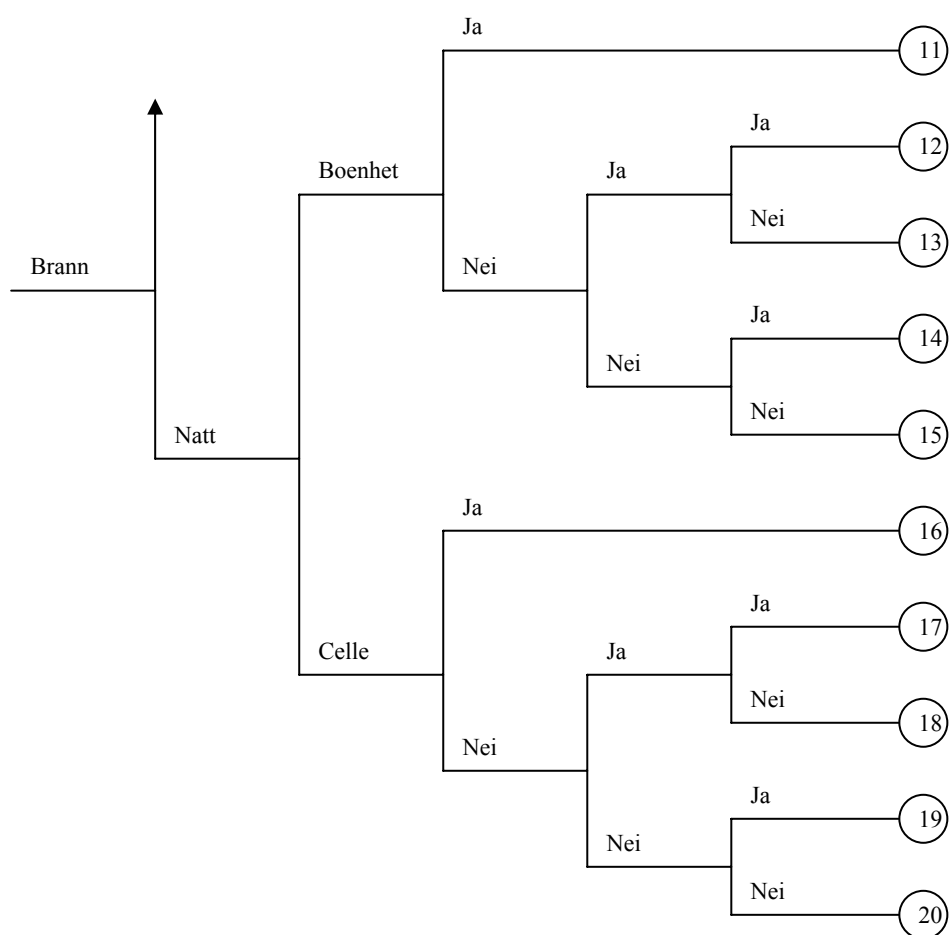 Ja
11
Ja
12
Boenhet
Ja
Nei
13
Brann
Nei
Ja
14
Nei
Nei
15
Natt
Ja
16
Ja
17
Celle
Ja
Nei
18
Nei
Ja
19
Nei
Nei
20